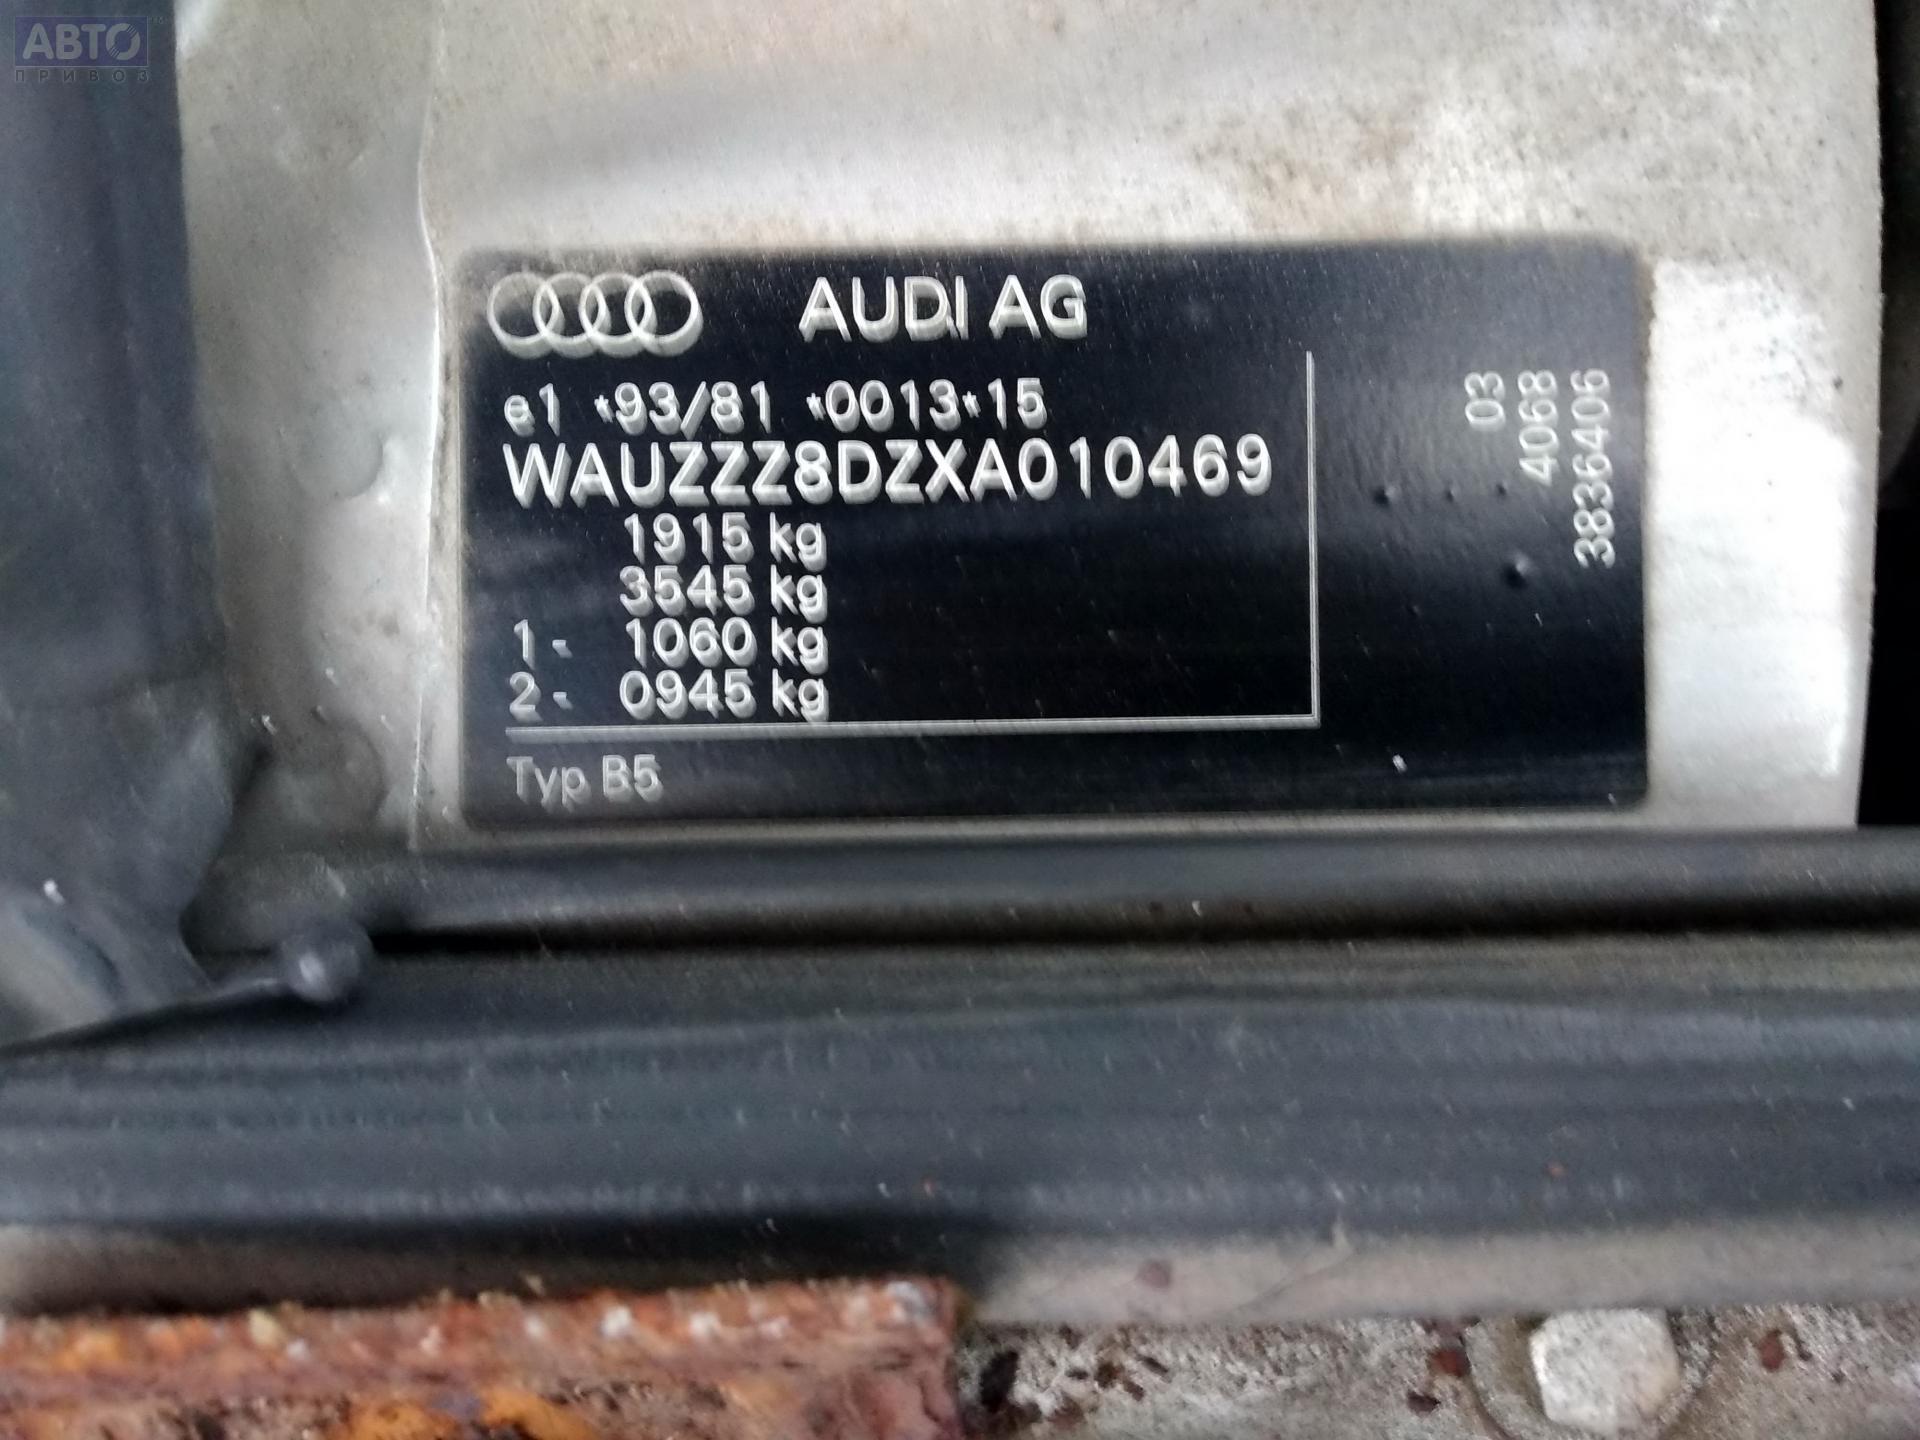 АВТО
ПРИВОЗ
AUDI AG
e1 *93/81 *0013*15
WAUZZZ8DZXA010469
1915 kg
3545 kg
1- 1060 kg
2- 0945 kg
Typ B5
03
4068
38364406